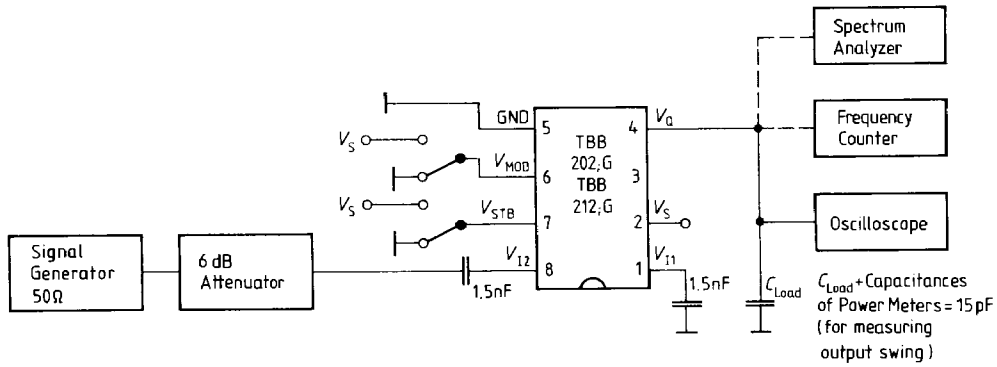 Spectrum
Analyzer
GND
5
4
V_Q
Frequency
Counter
V_S
TBB
202;G
TBB
212;G
V_MOD
6
3
V_S
V_STB
7
2
V_S
Oscilloscope
Signal
Generator
50Ω
6 dB
Attenuator
V_I2
8
1
V_I1
1.5nF
1.5nF
C_Load
C_Load + Capacitances
of Power Meters = 15 pF
(for measuring
output swing)